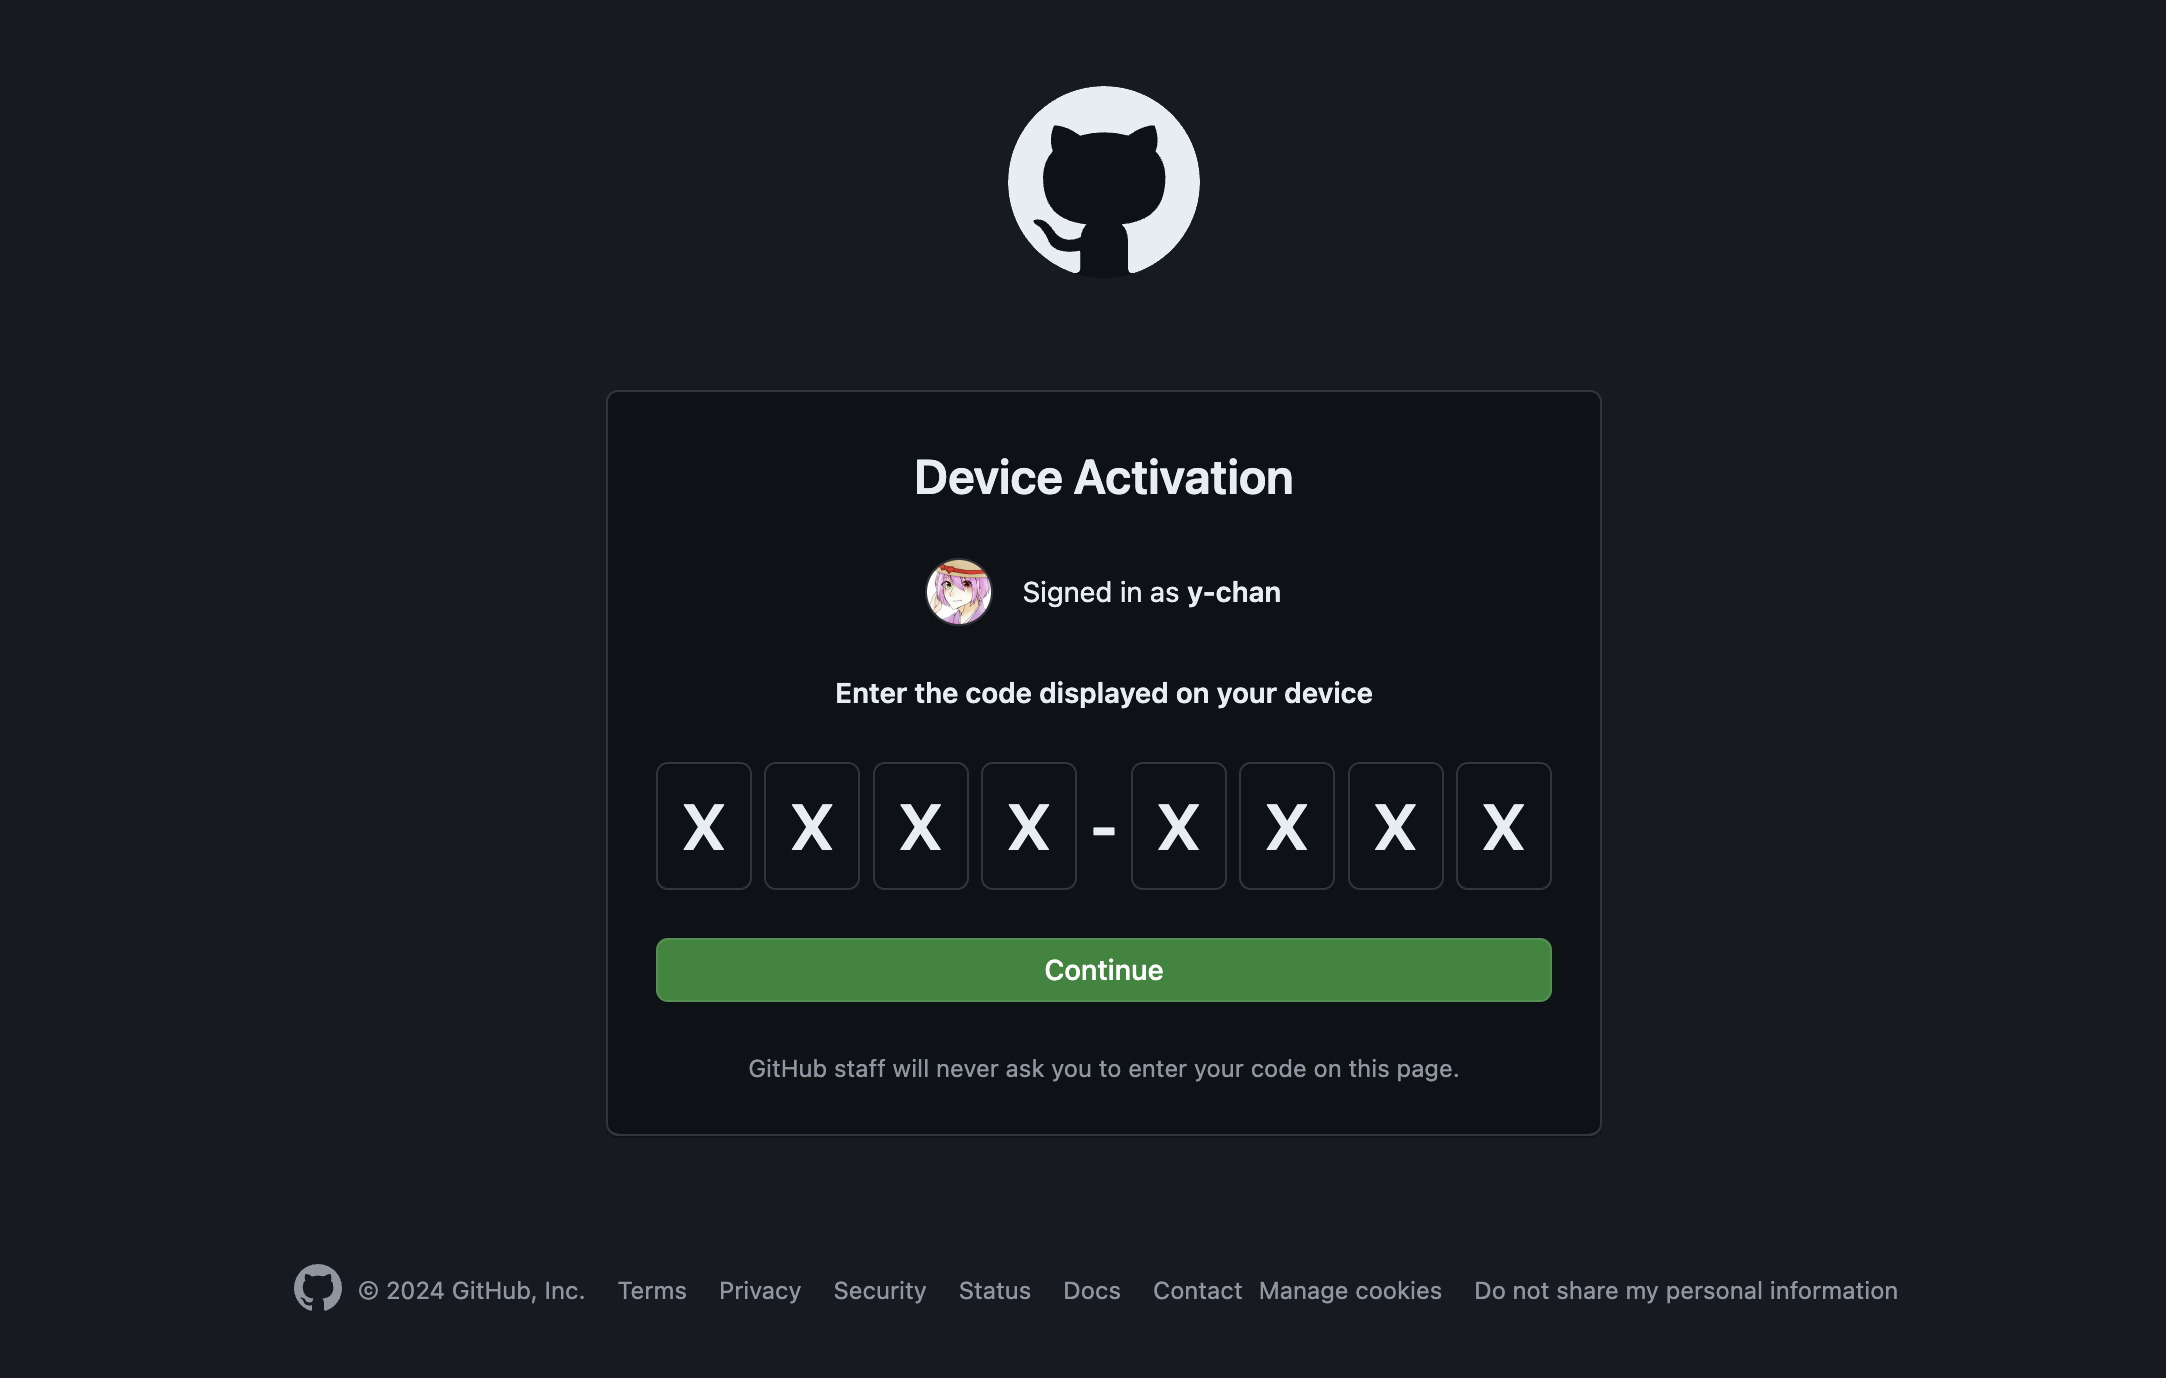 Device Activation
Signed in as y-chan
Enter the code displayed on your device
X X X X - X X X X
Continue
GitHub staff will never ask you to enter your code on this page.
© 2024 GitHub, Inc. Terms Privacy Security Status Docs Contact Manage cookies Do not share my personal information